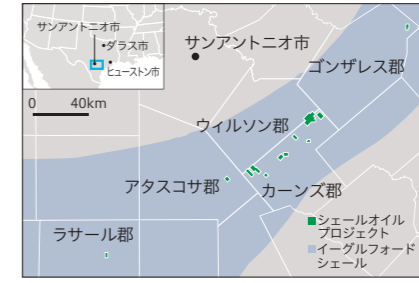 サンアントニオ市
•ダラス市
ヒューストン市
0 40km
サンアントニオ市
ゴンザレス郡
ウィルソン郡
アタスコサ郡
カーンズ郡
ラサール郡
シェールオイル
プロジェクト
イーグルフォード
シェール